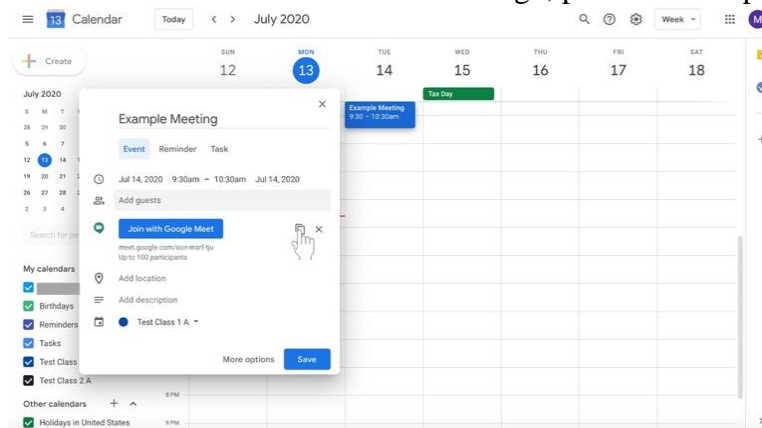 13 Calendar Today July 2020 Week M
Create
SUN MON TUE WED THU FRI SAT
12 13 14 15 16 17 18
Tax Day
July 2020
S M T
28 29 30
5 6 7
12 13 14
19 20 21
26 27 28
2 3 4
Example Meeting
9:30 – 10:30am
Example Meeting
Event Reminder Task
Jul 14, 2020 9:30am – 10:30am Jul 14, 2020
Add guests
Join with Google Meet
meet.google.com/son-msrf-tju
Up to 100 participants
Add location
Add description
Test Class 1 A
More options Save
My calendars
Birthdays
Reminders
Tasks
Test Class
Test Class 2 A
Other calendars
Holidays in United States
8 PM
9 PM